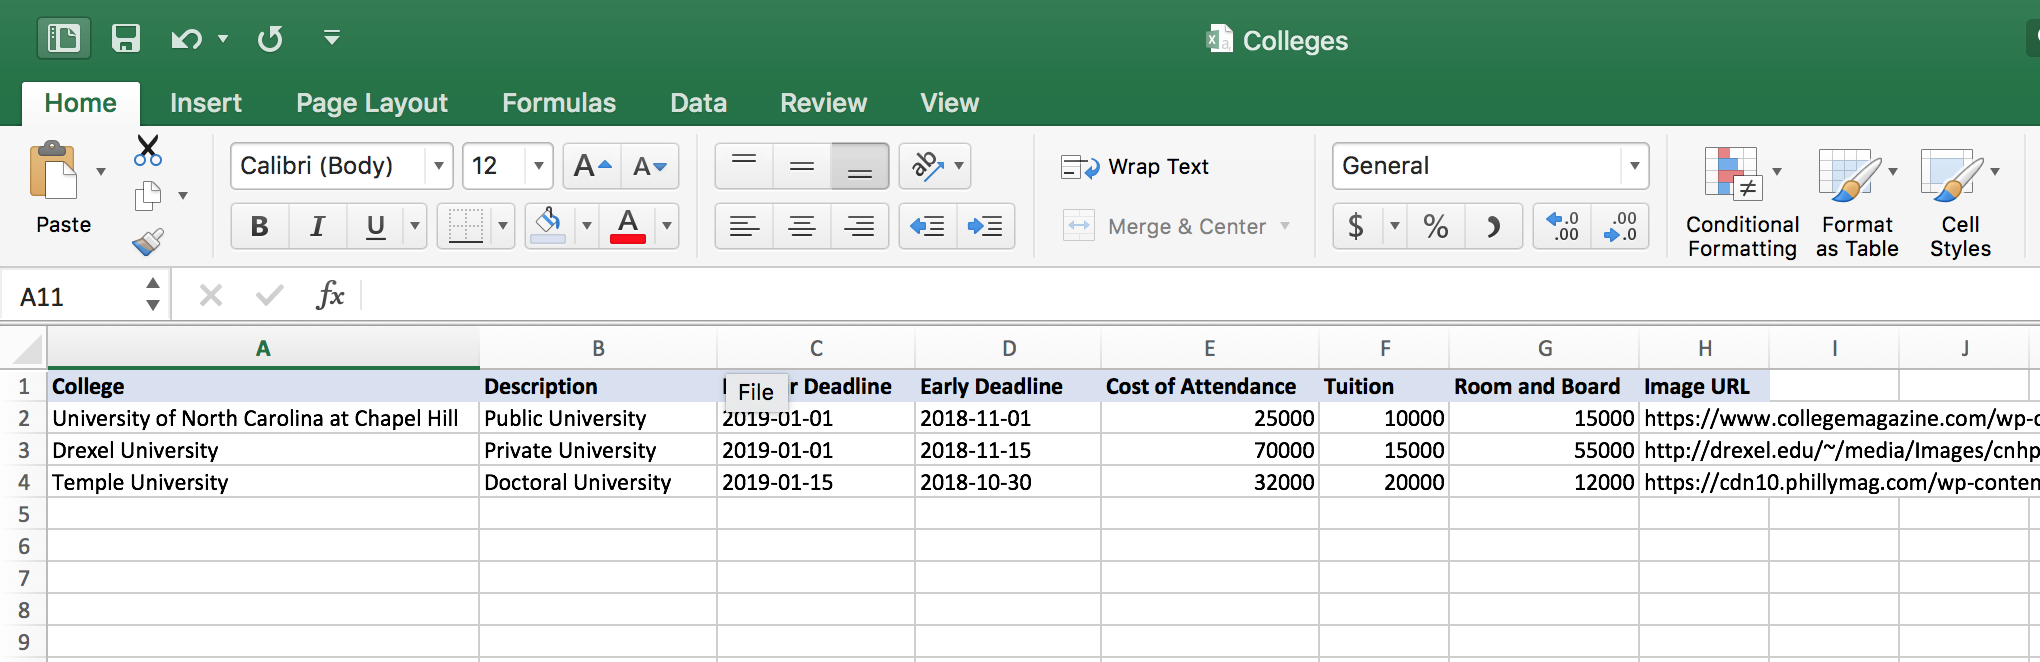 Colleges
Home Insert Page Layout Formulas Data Review View
Paste
Calibri (Body) 12 A A
B I U A
ab
Wrap Text
Merge & Center
General
$ % .0 .00 .00 .0
Conditional Formatting
Format as Table
Cell Styles
A11 fx
A B C D E F G H I J
1 College Description r Deadline Early Deadline Cost of Attendance Tuition Room and Board Image URL
File
2 University of North Carolina at Chapel Hill Public University 2019-01-01 2018-11-01 25000 10000 15000 https://www.collegemagazine.com/wp-c
3 Drexel University Private University 2019-01-01 2018-11-15 70000 15000 55000 http://drexel.edu/~/media/Images/cnhp
4 Temple University Doctoral University 2019-01-15 2018-10-30 32000 20000 12000 https://cdn10.phillymag.com/wp-conten
5
6
7
8
9